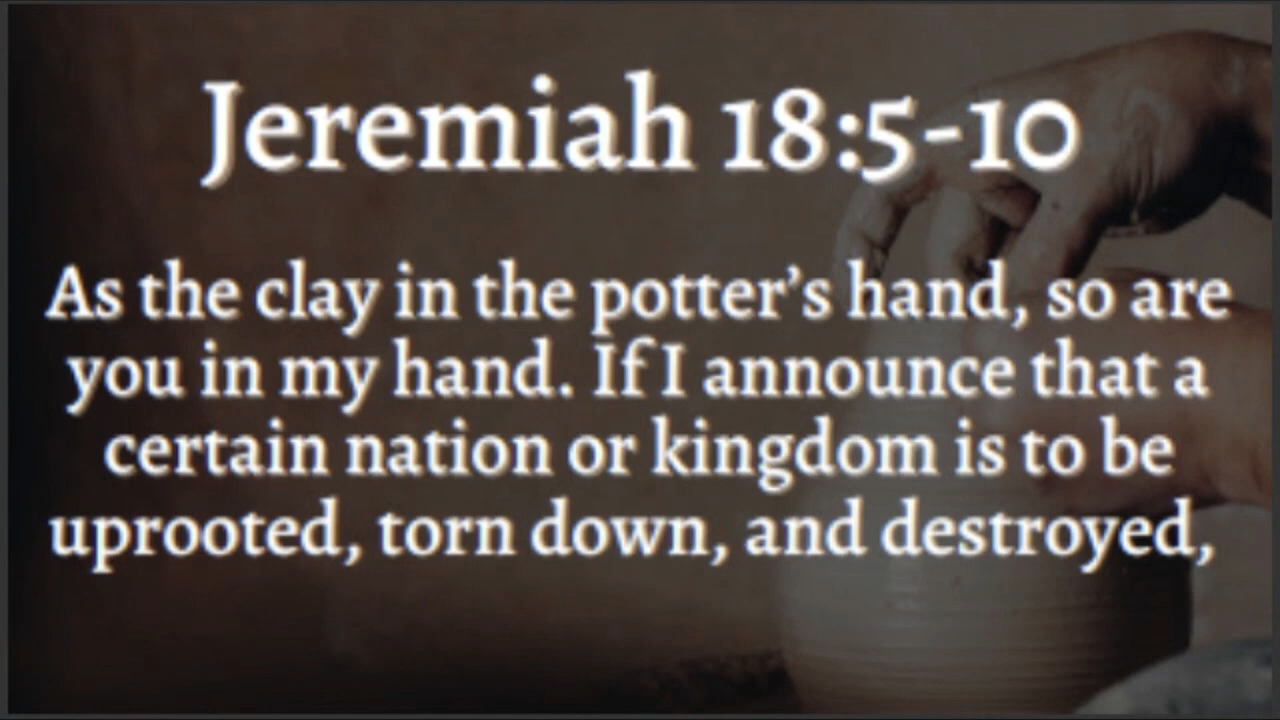 Jeremiah 18:5-10
As the clay in the potter’s hand, so are
you in my hand. If I announce that a
certain nation or kingdom is to be
uprooted, torn down, and destroyed,